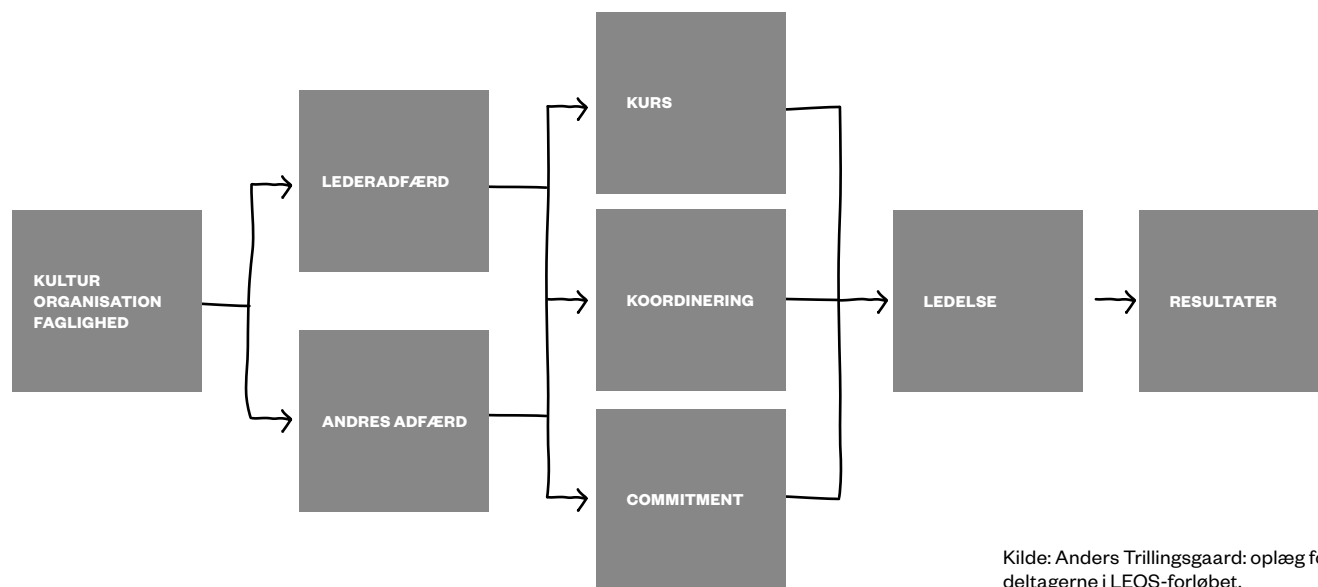 KULTUR
ORGANISATION
FAGLIGHED
LEDERADFÆRD
ANDRES ADFÆRD
KURS
KOORDINERING
COMMITMENT
LEDELSE
RESULTATER
Kilde: Anders Trillingsgaard: oplæg
deltagerne i LEOS-forløbet.